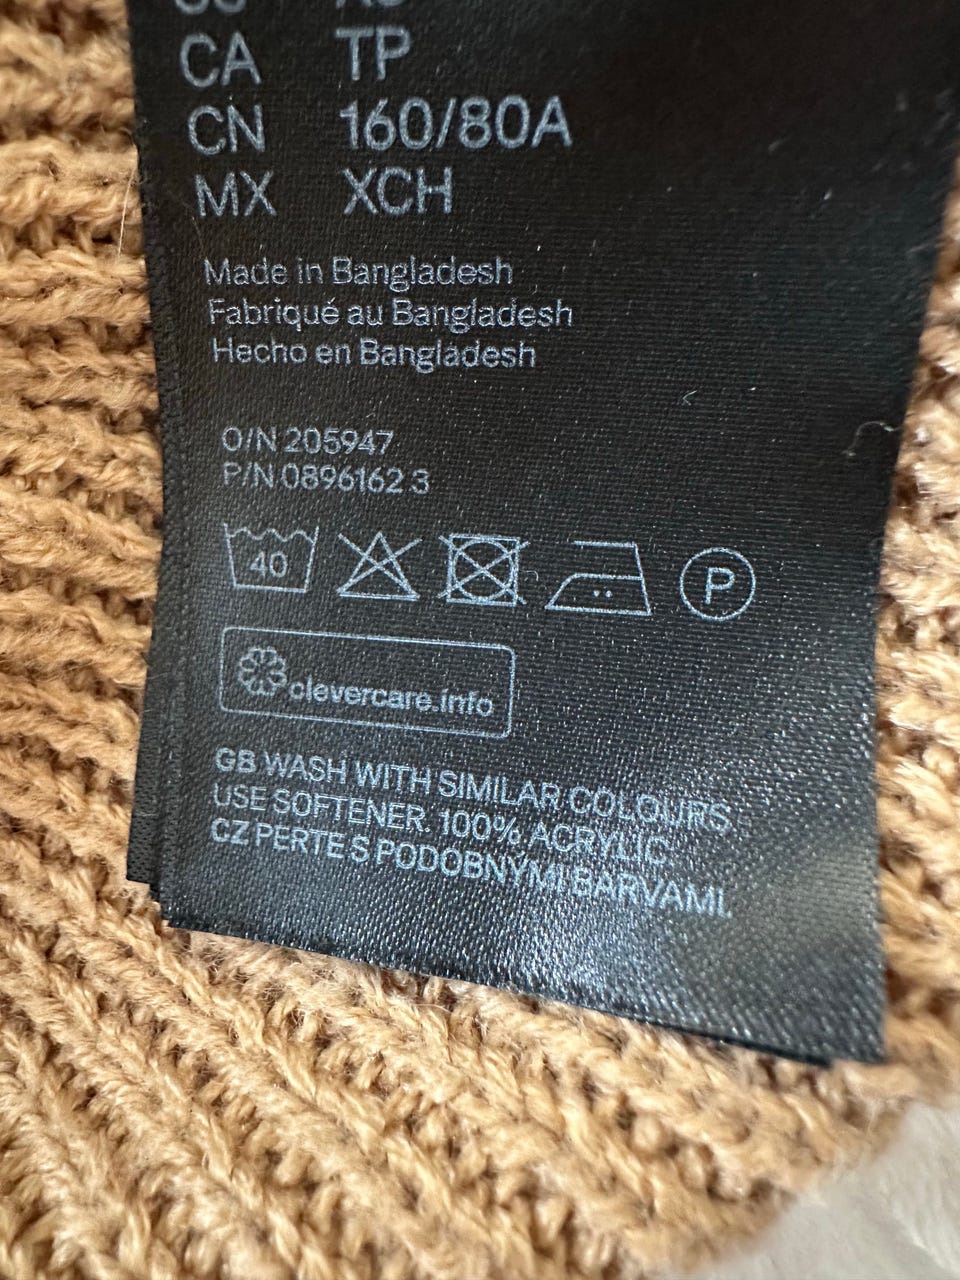 CA TP
CN 160/80A
MX XCH
Made in Bangladesh
Fabriqué au Bangladesh
Hecho en Bangladesh
O/N 205947
P/N 0896162 3
40
P
clevercare.info
GB WASH WITH SIMILAR COLOURS.
USE SOFTENER. 100% ACRYLIC
CZ PERTE S PODOBNÝMI BARVAMI.